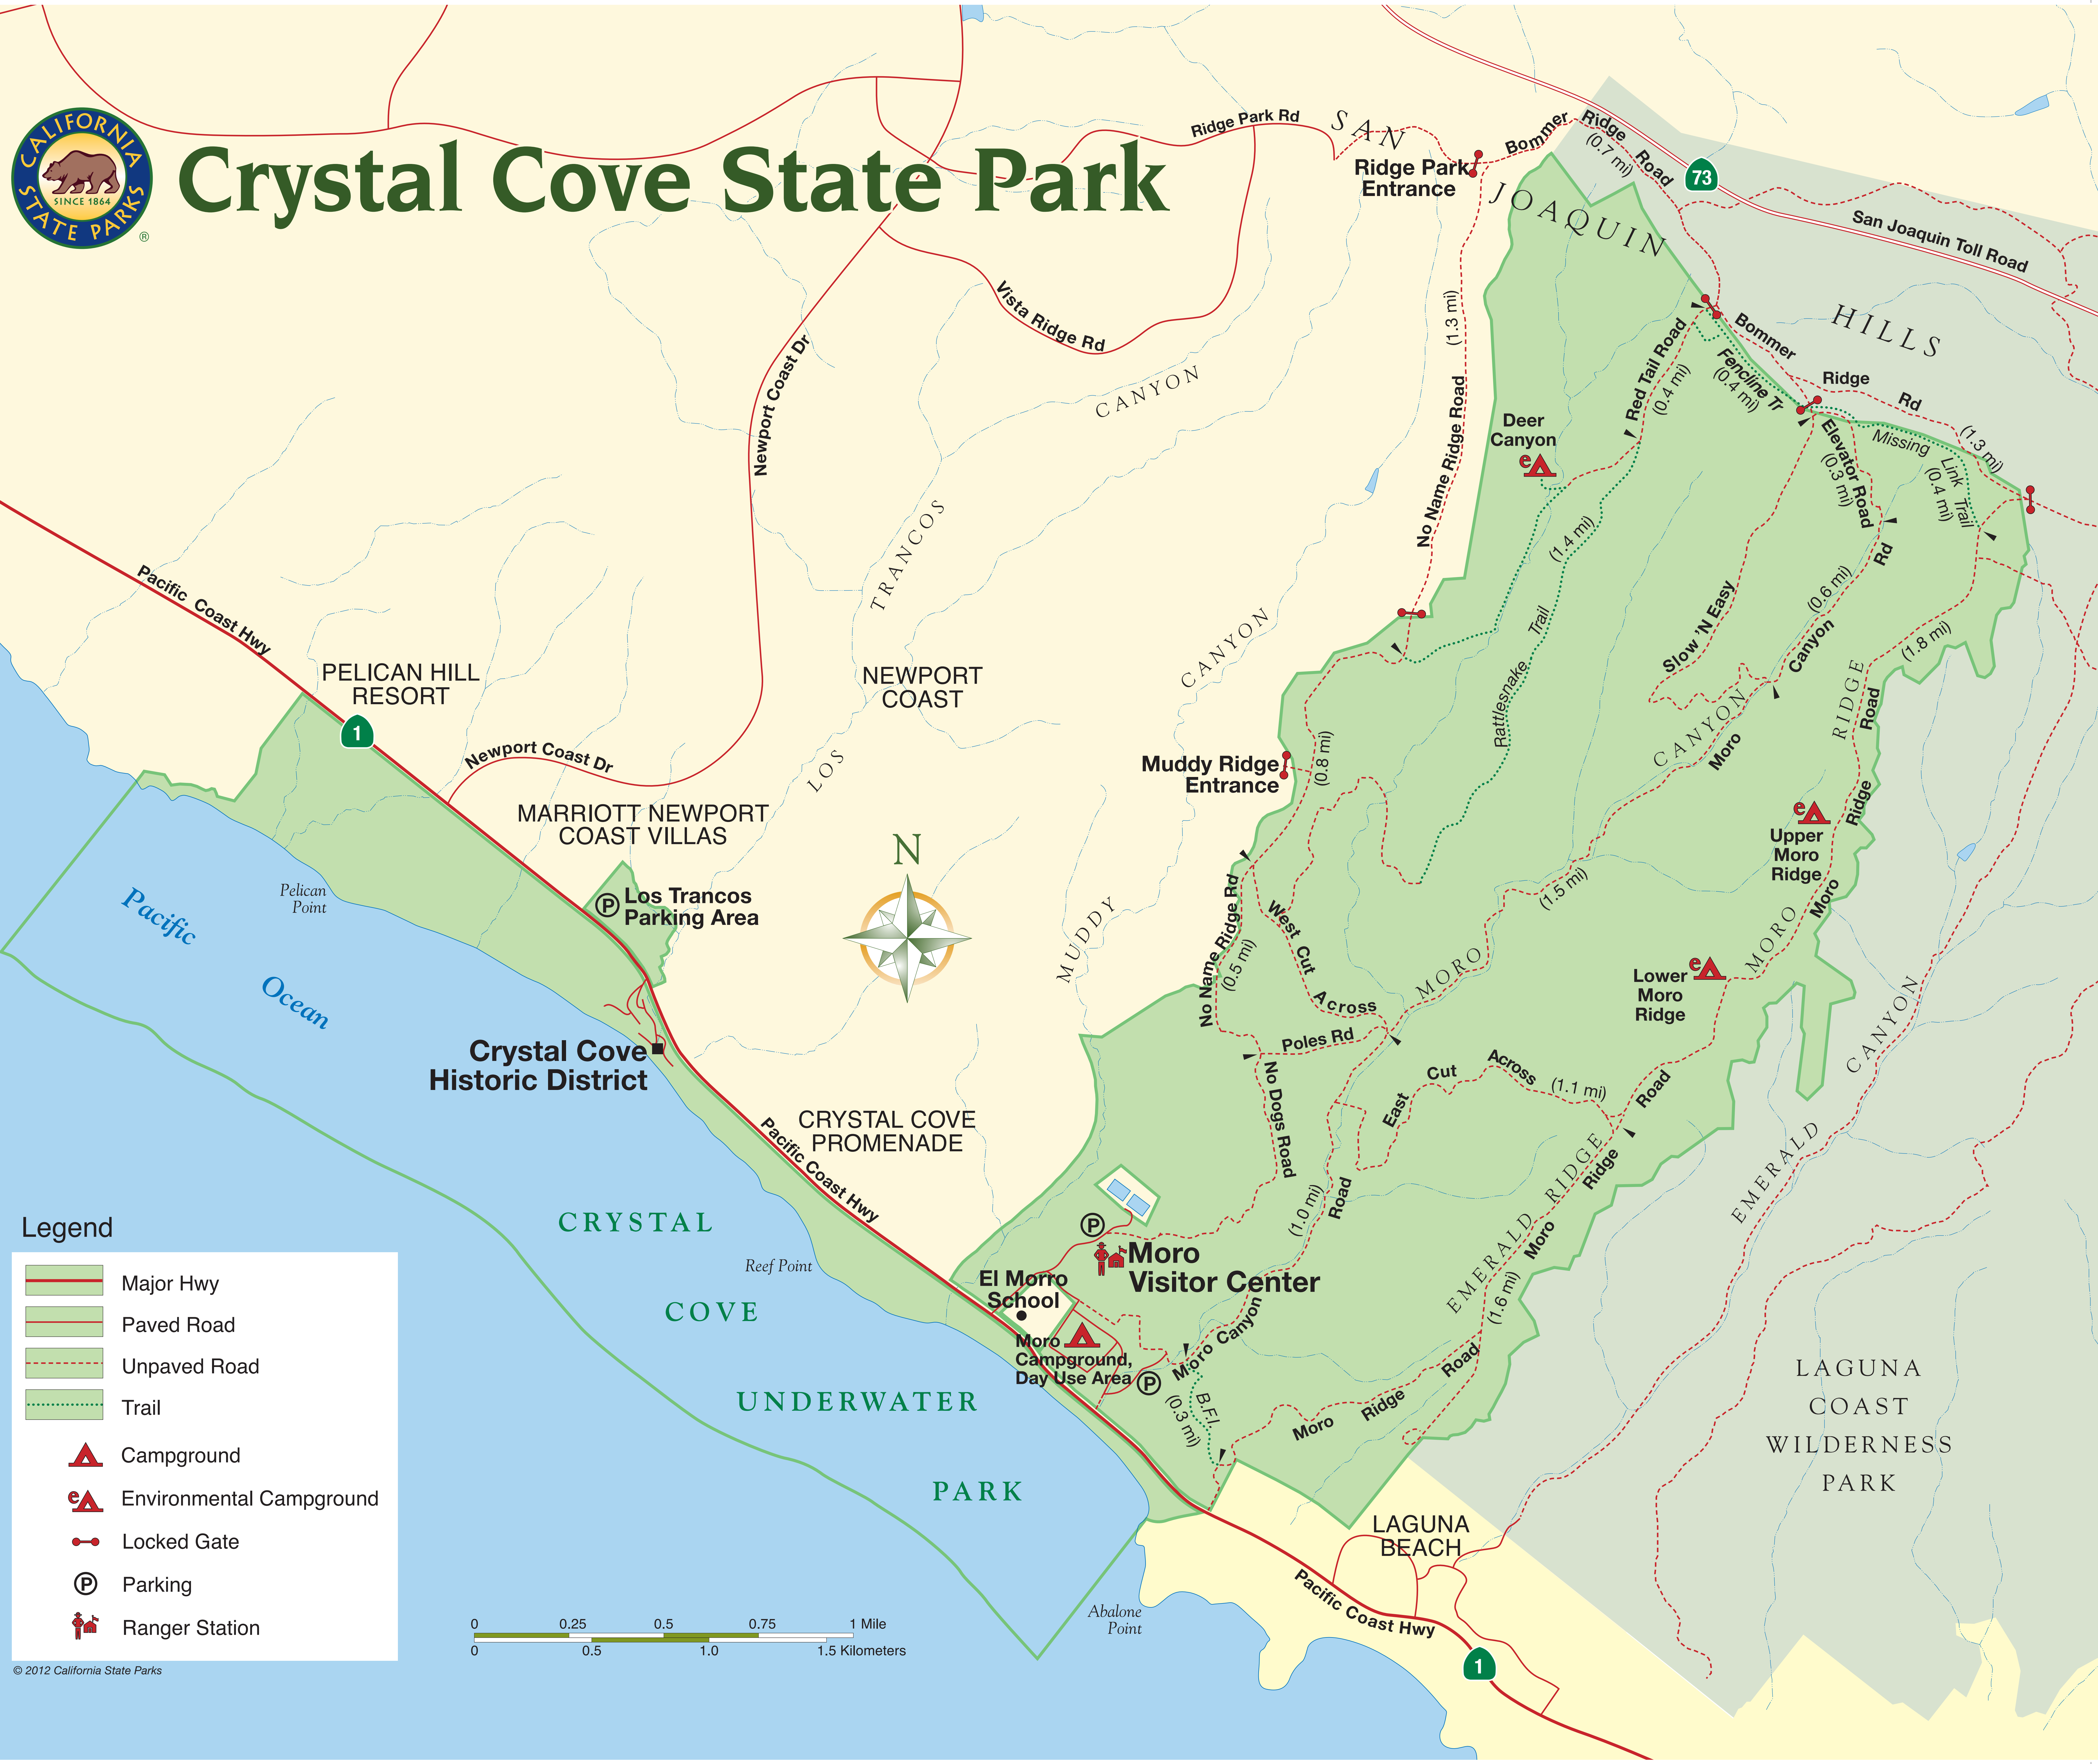 CALIFORNIA
SINCE 1864
STATE PARKS
®
Crystal Cove State Park
Ridge Park Rd
SAN
JOAQUIN
HILLS
Ridge Park
Entrance
Bommer
Ridge
Road
(0.7 mi)
73
San Joaquin Toll Road
Vista Ridge Rd
Newport Coast Dr
CANYON
TRANCOS
LOS
(1.3 mi)
No Name Ridge Road
Deer
Canyon
e
Red Tail Road
(0.4 mi)
Fencline Tr
(0.4 mi)
Bommer
Ridge
Rd
(1.3 mi)
Missing
Link
Trail
(0.4 mi)
Elevator Road
(0.3 mi)
Rattlesnake
Trail
(1.4 mi)
Slow 'N Easy
(0.6 mi)
Moro
Canyon
Rd
(1.8 mi)
Pacific Coast Hwy
PELICAN HILL
RESORT
1
Newport Coast Dr
NEWPORT
COAST
MARRIOTT NEWPORT
COAST VILLAS
P
Los Trancos
Parking Area
Muddy Ridge
Entrance
(0.8 mi)
MUDDY
CANYON
N
No Name Ridge Rd
(0.5 mi)
West Cut
Across
Poles Rd
MORO
CANYON
(1.5 mi)
e
Upper
Moro
Ridge
e
Lower
Moro
Ridge
MORO
RIDGE
Moro
Ridge
Road
Pelican
Point
Pacific
Ocean
Crystal Cove
Historic District
CRYSTAL COVE
PROMENADE
Pacific Coast Hwy
No Dogs Road
East
Cut
Across
(1.1 mi)
Moro
Ridge
Road
EMERALD
RIDGE
(1.6 mi)
EMERALD
CANYON
Moro Canyon
Road
(1.0 mi)
P
Moro
Visitor Center
El Morro
School
Moro
Campground,
Day Use Area
P
B.F.I.
(0.3 mi)
Moro
Ridge
Road
Reef Point
CRYSTAL
COVE
UNDERWATER
PARK
LAGUNA
COAST
WILDERNESS
PARK
LAGUNA
BEACH
Pacific Coast Hwy
1
Abalone
Point
Legend
Major Hwy
Paved Road
Unpaved Road
Trail
Campground
e
Environmental Campground
Locked Gate
P
Parking
Ranger Station
0 0.25 0.5 0.75 1 Mile
0 0.5 1.0 1.5 Kilometers
© 2012 California State Parks